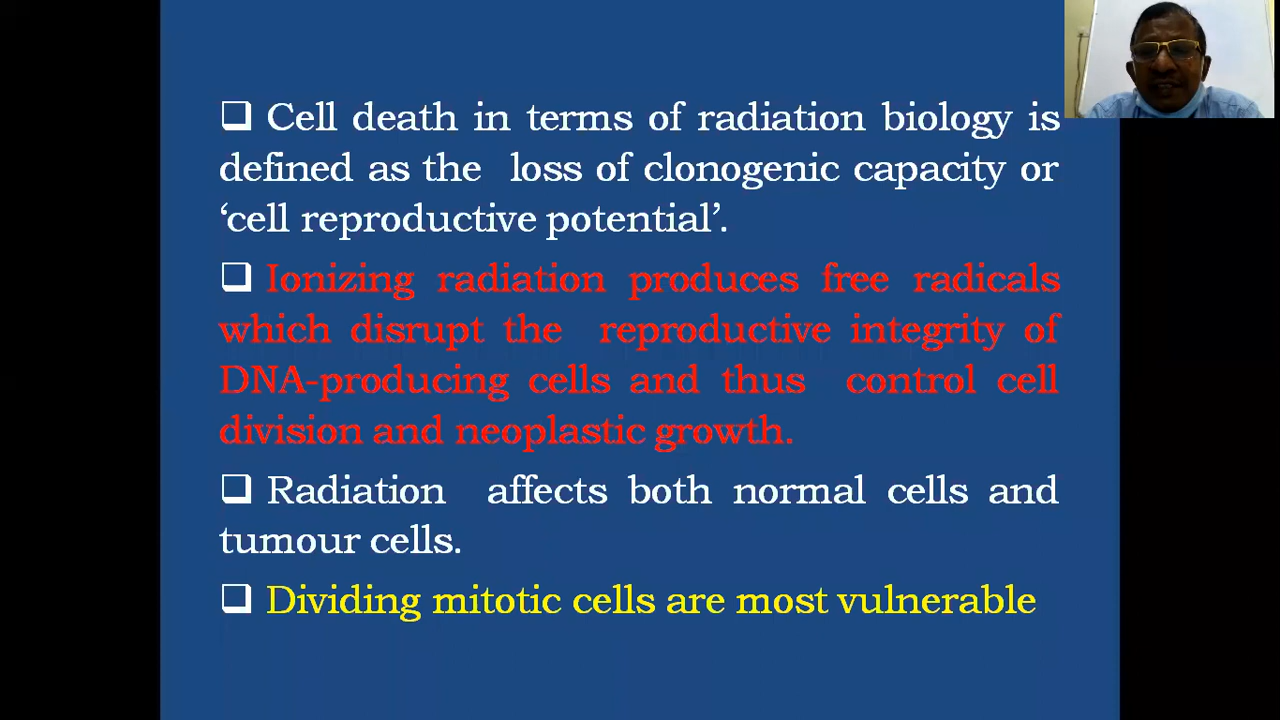 ❑ Cell death in terms of radiation biology is
defined as the loss of clonogenic capacity or
‘cell reproductive potential’.
❑ Ionizing radiation produces free radicals
which disrupt the reproductive integrity of
DNA-producing cells and thus control cell
division and neoplastic growth.
❑ Radiation affects both normal cells and
tumour cells.
❑ Dividing mitotic cells are most vulnerable